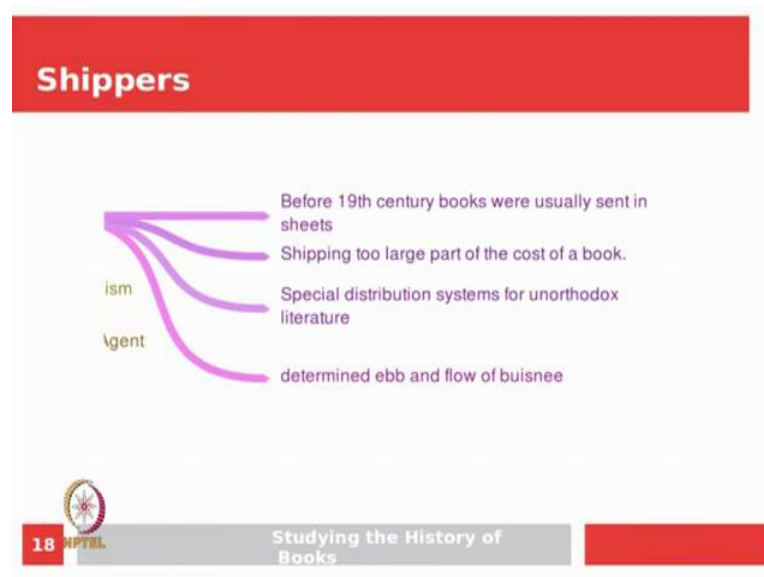 Shippers
Before 19th century books were usually sent in
sheets
Shipping too large part of the cost of a book.
ism
Special distribution systems for unorthodox
literature
Agent
determined ebb and flow of buisnee
18
NPTEL
Studying the History of
Books